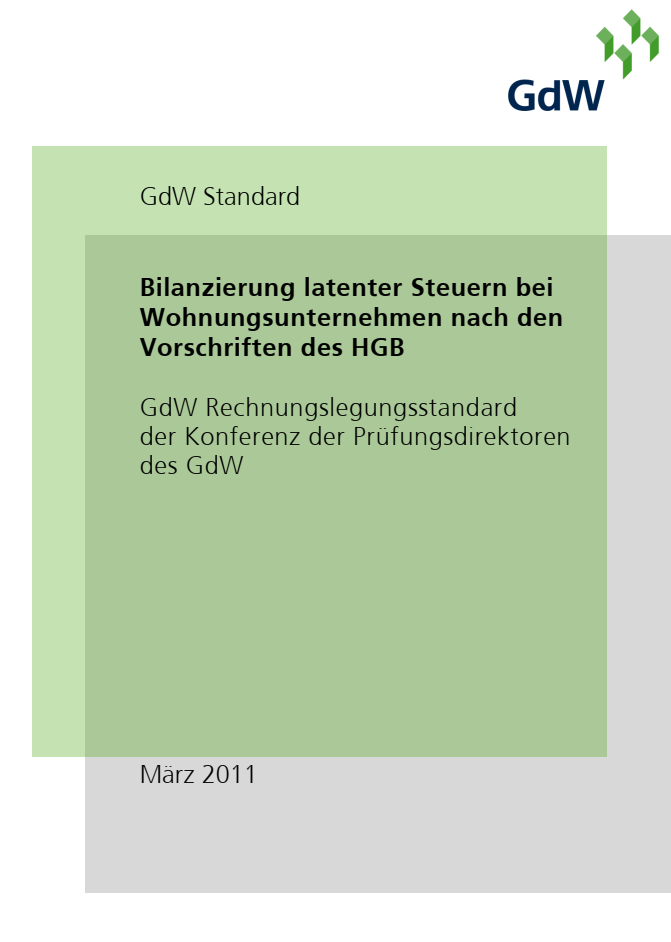 GdW
GdW Standard
Bilanzierung latenter Steuern bei
Wohnungsunternehmen nach den
Vorschriften des HGB
GdW Rechnungslegungsstandard
der Konferenz der Prüfungsdirektoren
des GdW
März 2011